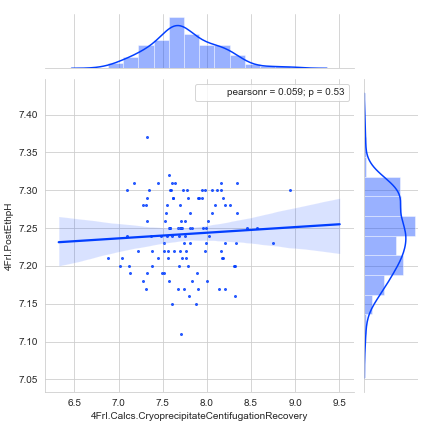 pearsonr = 0.059; p = 0.53
7.40
7.35
7.30
7.25
7.20
7.15
7.10
7.05
4FrI.PostEthpH
6.5 7.0 7.5 8.0 8.5 9.0 9.5
4FrI.Calcs.CryoprecipitateCentifugationRecovery